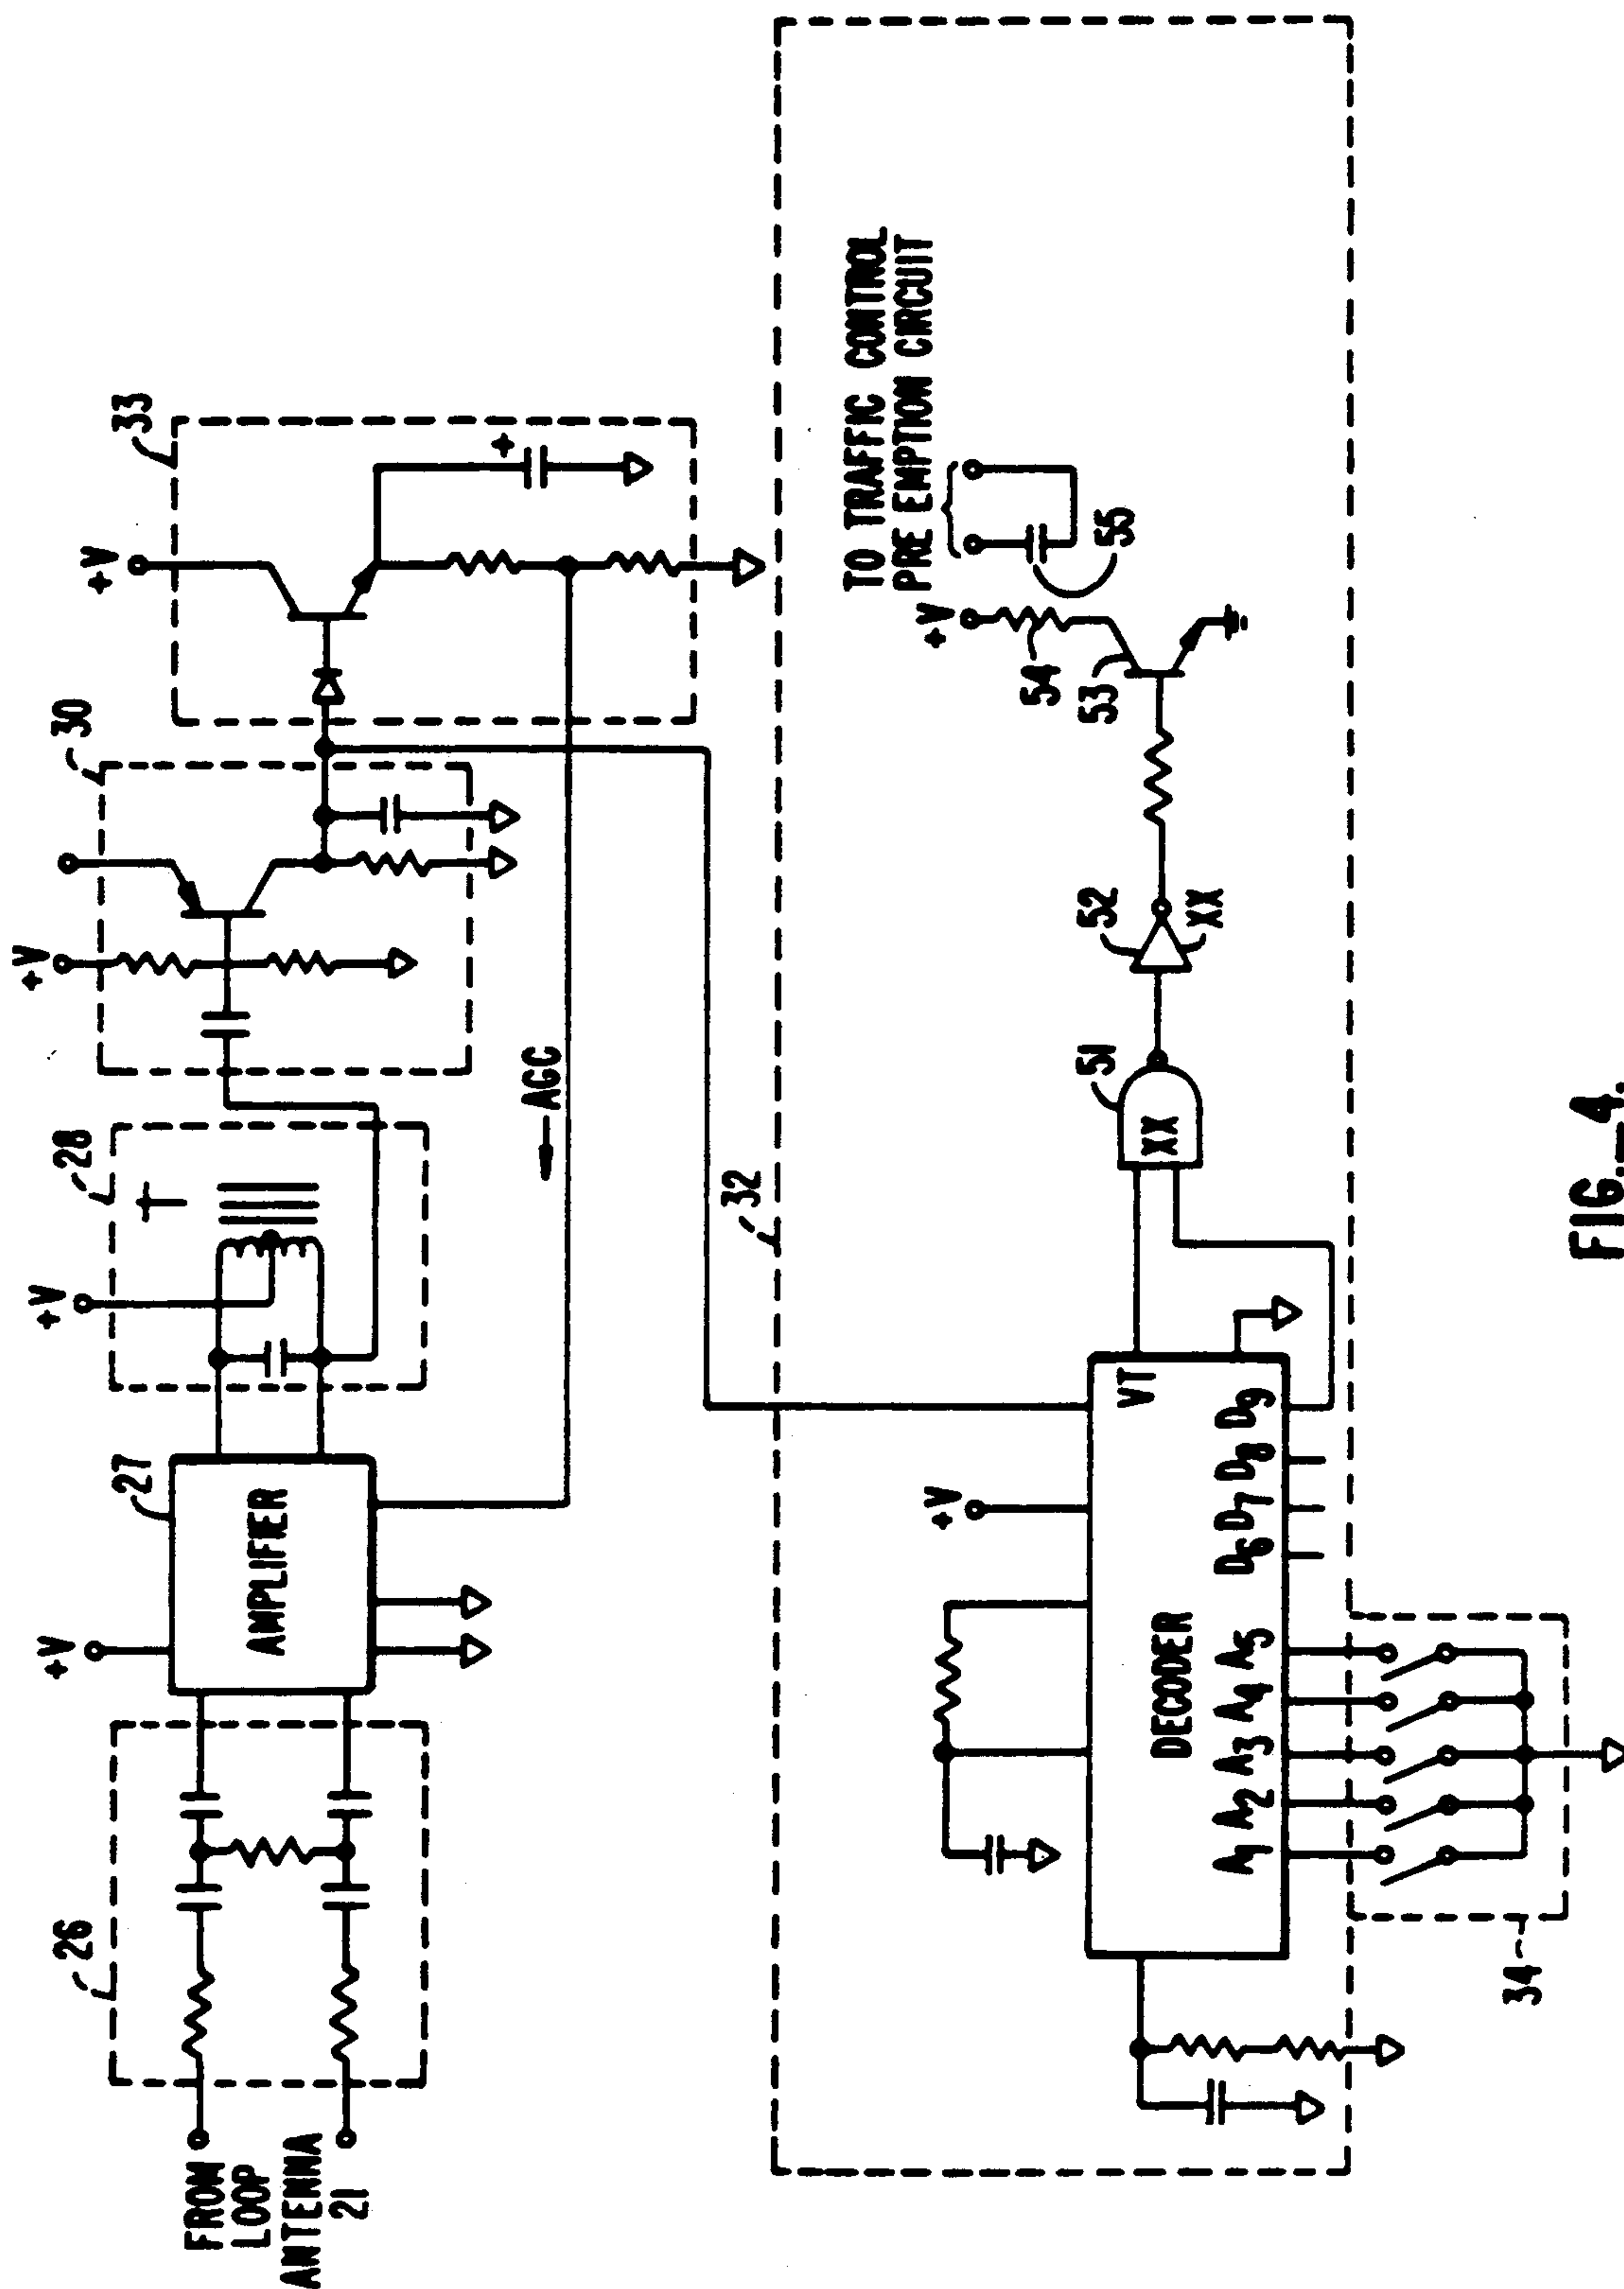 FROM
LOOP
ANTENNA
21
26
+V
AMPLIFIER
27
+V
28
+V
30
33
+V
+
← AGC
32
+V
DECODER
VT
A1 A2 A3 A4 A5 D6 D7 D8 D9
34
51
XX
52
XX
53
54
+V
55
TO TRAFFIC CONTROL
PRE EMPTION CIRCUIT
FIG._4.